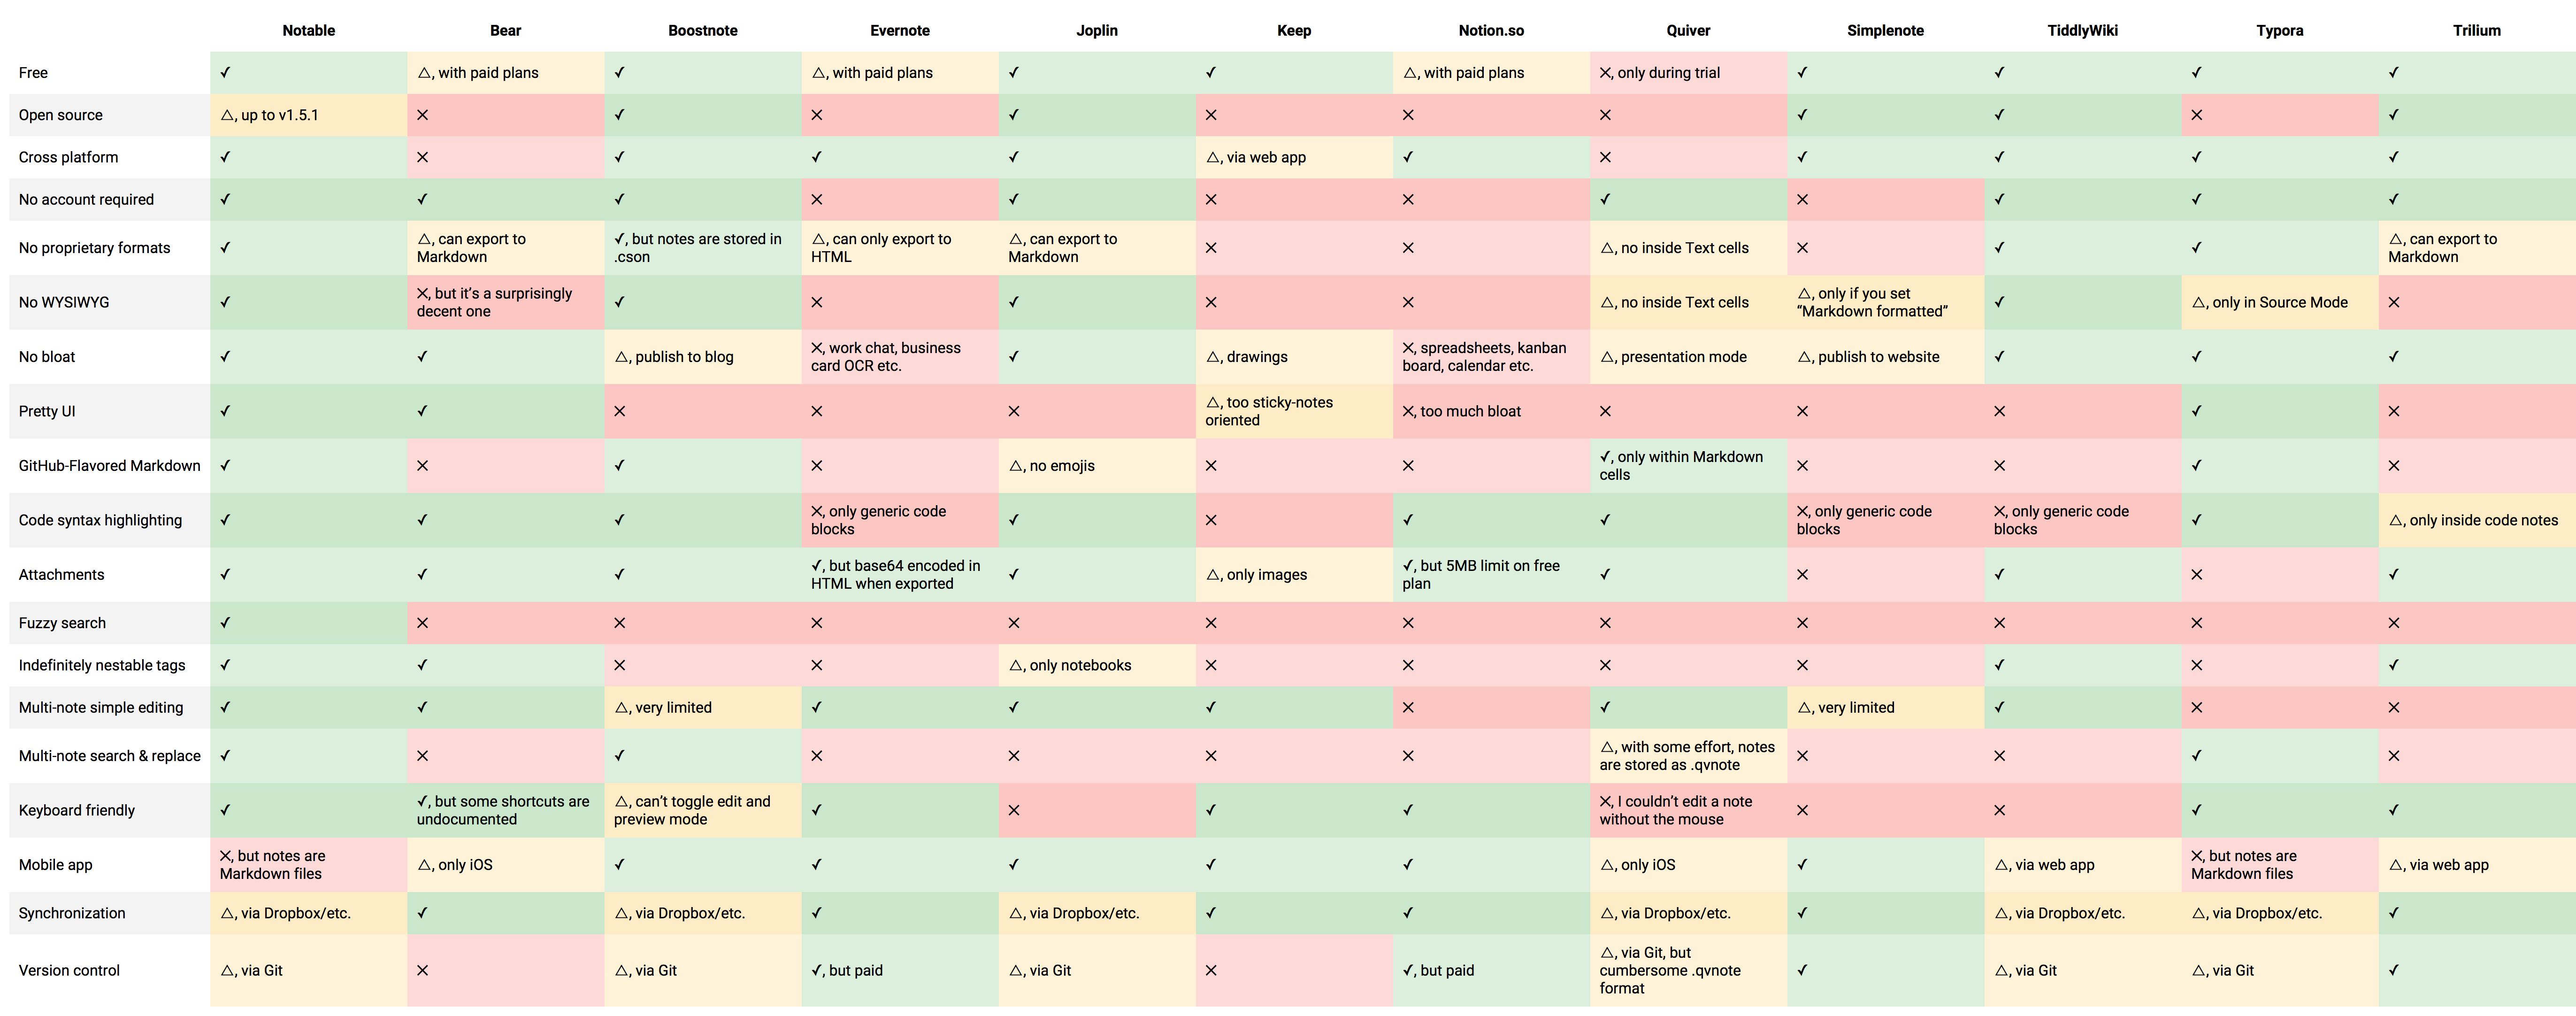 Notable Bear Boostnote Evernote Joplin Keep Notion.so Quiver Simplenote TiddlyWiki Typora Trilium
Free ✓ △, with paid plans ✓ △, with paid plans ✓ ✓ △, with paid plans ✕, only during trial ✓ ✓ ✓ ✓
Open source △, up to v1.5.1 ✕ ✓ ✕ ✓ ✕ ✕ ✕ ✓ ✓ ✕ ✓
Cross platform ✓ ✕ ✓ ✓ ✓ △, via web app ✓ ✕ ✓ ✓ ✓ ✓
No account required ✓ ✓ ✓ ✕ ✓ ✕ ✕ ✓ ✕ ✓ ✓ ✓
No proprietary formats ✓ △, can export to Markdown ✓, but notes are stored in .cson △, can only export to HTML △, can export to Markdown ✕ ✕ △, no inside Text cells ✕ ✓ ✓ △, can export to Markdown
No WYSIWYG ✓ ✕, but it’s a surprisingly decent one ✓ ✕ ✓ ✕ ✕ △, no inside Text cells △, only if you set “Markdown formatted” ✓ △, only in Source Mode ✕
No bloat ✓ ✓ △, publish to blog ✕, work chat, business card OCR etc. ✓ △, drawings ✕, spreadsheets, kanban board, calendar etc. △, presentation mode △, publish to website ✓ ✓ ✓
Pretty UI ✓ ✓ ✕ ✕ ✕ △, too sticky-notes oriented ✕, too much bloat ✕ ✕ ✕ ✓ ✕
GitHub-Flavored Markdown ✓ ✕ ✓ ✕ △, no emojis ✕ ✕ ✓, only within Markdown cells ✕ ✕ ✓ ✕
Code syntax highlighting ✓ ✓ ✓ ✕, only generic code blocks ✓ ✕ ✓ ✓ ✕, only generic code blocks ✕, only generic code blocks ✓ △, only inside code notes
Attachments ✓ ✓ ✓ ✓, but base64 encoded in HTML when exported ✓ △, only images ✓, but 5MB limit on free plan ✓ ✕ ✓ ✕ ✓
Fuzzy search ✓ ✕ ✕ ✕ ✕ ✕ ✕ ✕ ✕ ✕ ✕ ✕
Indefinitely nestable tags ✓ ✓ ✕ ✕ △, only notebooks ✕ ✕ ✕ ✕ ✓ ✕ ✓
Multi-note simple editing ✓ ✓ △, very limited ✓ ✓ ✓ ✕ ✓ △, very limited ✓ ✕ ✕
Multi-note search & replace ✓ ✕ ✓ ✕ ✕ ✕ ✕ △, with some effort, notes are stored as .qvnote ✕ ✕ ✓ ✕
Keyboard friendly ✓ ✓, but some shortcuts are undocumented △, can’t toggle edit and preview mode ✓ ✕ ✓ ✓ ✕, I couldn’t edit a note without the mouse ✕ ✕ ✓ ✓
Mobile app ✕, but notes are Markdown files △, only iOS ✓ ✓ ✓ ✓ ✓ △, only iOS ✓ △, via web app ✕, but notes are Markdown files △, via web app
Synchronization △, via Dropbox/etc. ✓ △, via Dropbox/etc. ✓ △, via Dropbox/etc. ✓ ✓ △, via Dropbox/etc. ✓ △, via Dropbox/etc. △, via Dropbox/etc. ✓
Version control △, via Git ✕ △, via Git ✓, but paid △, via Git ✕ ✓, but paid △, via Git, but cumbersome .qvnote format ✓ △, via Git △, via Git ✓